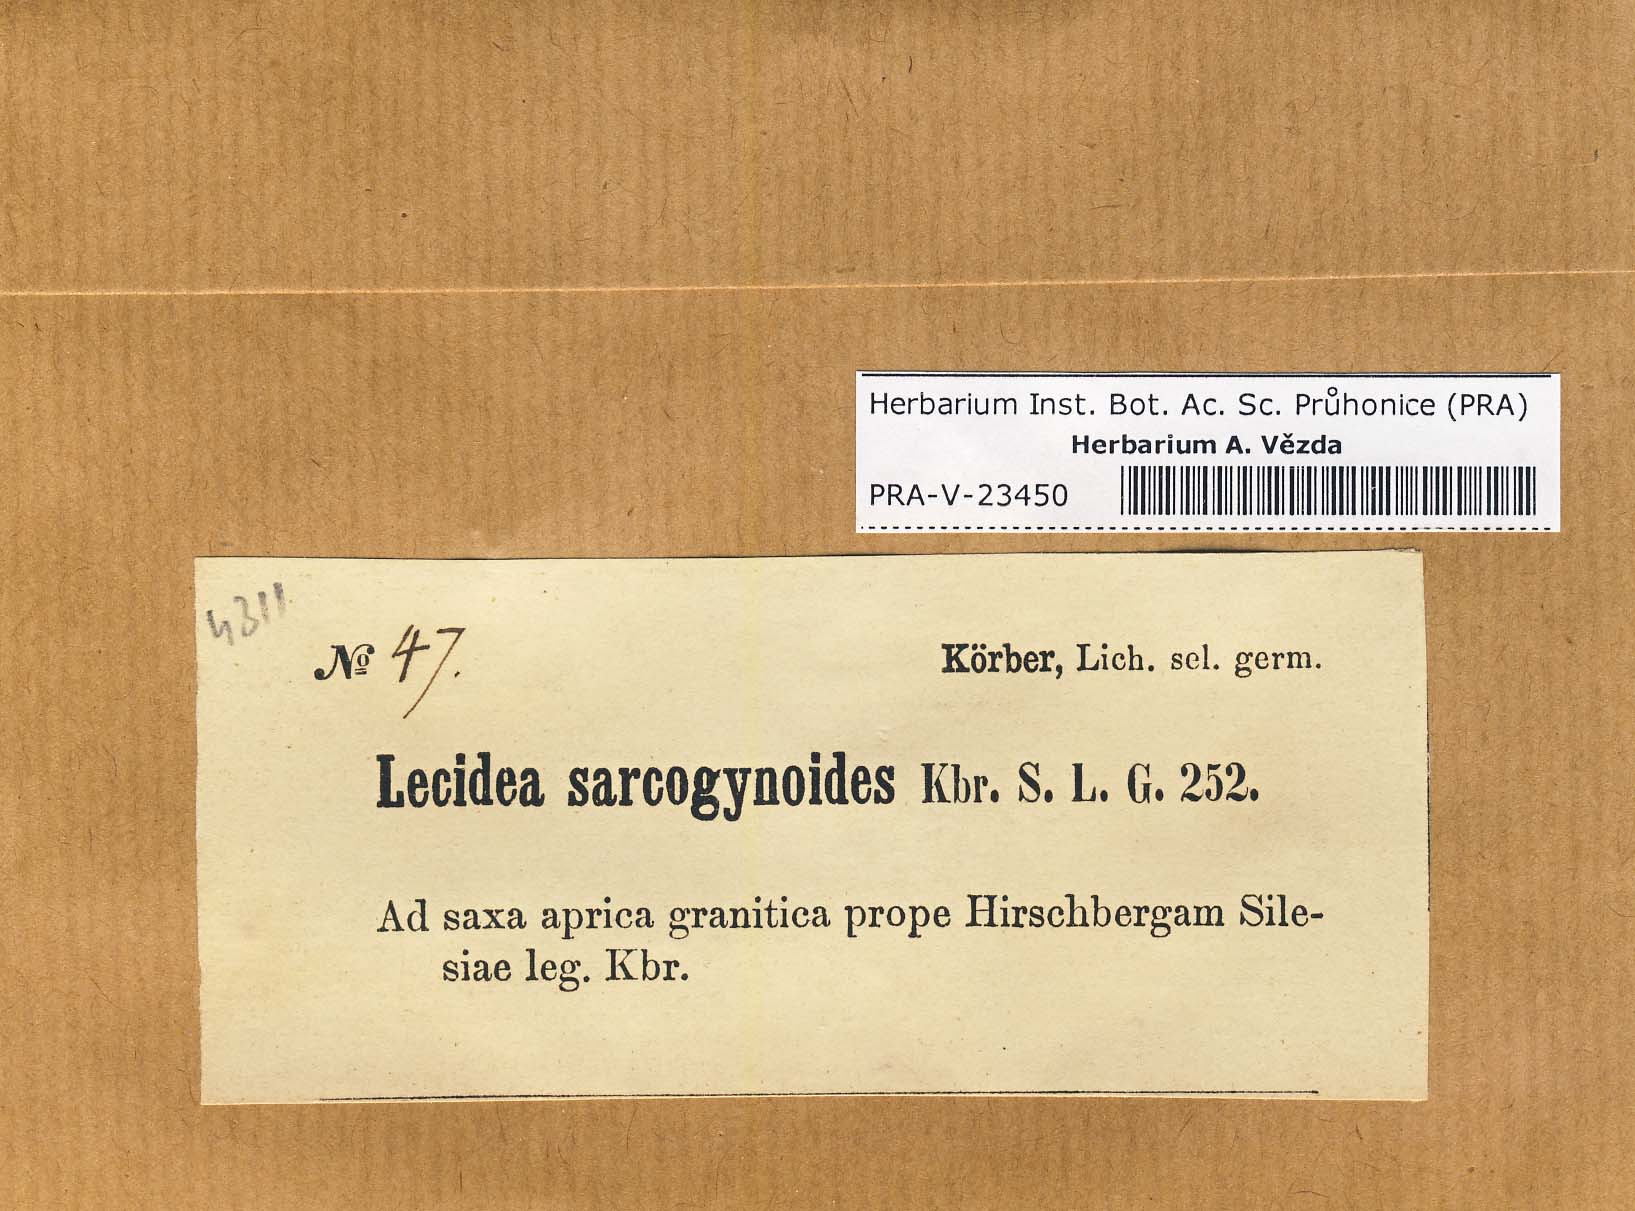 Herbarium Inst. Bot. Ac. Sc. Průhonice (PRA)
Herbarium A. Vězda
PRA-V-23450
4311
№ 47.
Körber, Lich. sel. germ.
Lecidea sarcogynoides Kbr. S. L. G. 252.
Ad saxa aprica granitica prope Hirschbergam Sile-
siae leg. Kbr.